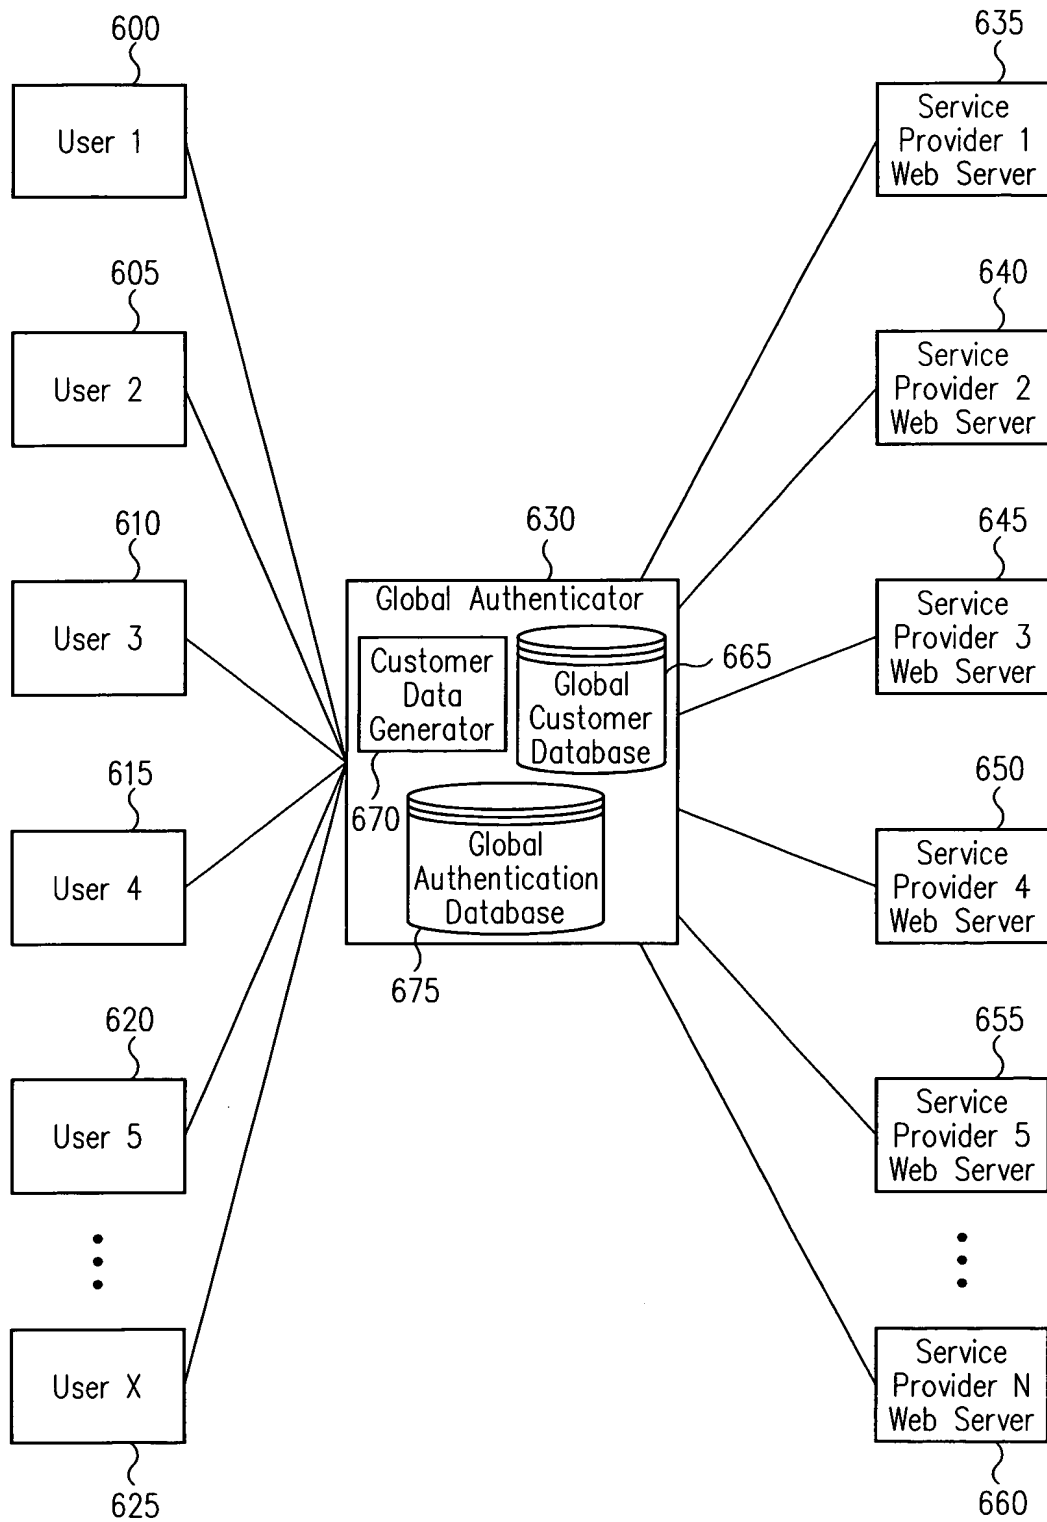 600
User 1
605
User 2
610
User 3
615
User 4
620
User 5
User X
625
630
Global Authenticator
Customer
Data
Generator
670
Global
Customer
Database
665
Global
Authentication
Database
675
635
Service
Provider 1
Web Server
640
Service
Provider 2
Web Server
645
Service
Provider 3
Web Server
650
Service
Provider 4
Web Server
655
Service
Provider 5
Web Server
Service
Provider N
Web Server
660